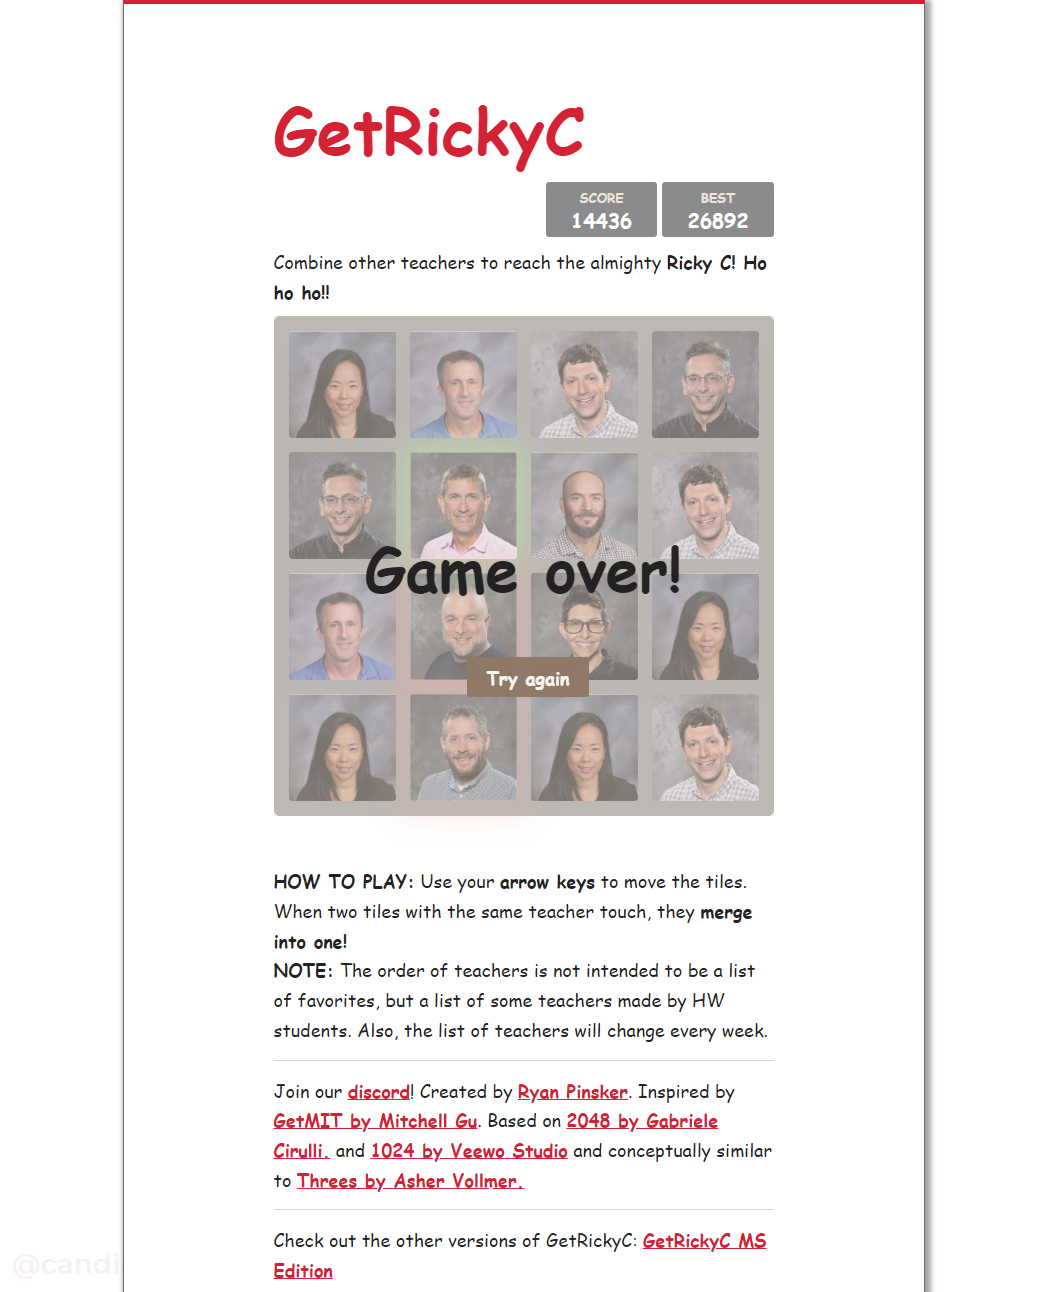 GetRickyC
SCORE
14436
BEST
26892
Combine other teachers to reach the almighty Ricky C! Ho
ho ho!!
Game over!
Try again
HOW TO PLAY: Use your arrow keys to move the tiles.
When two tiles with the same teacher touch, they merge
into one!
NOTE: The order of teachers is not intended to be a list
of favorites, but a list of some teachers made by HW
students. Also, the list of teachers will change every week.
Join our discord! Created by Ryan Pinsker. Inspired by
GetMIT by Mitchell Gu. Based on 2048 by Gabriele
Cirulli. and 1024 by Veewo Studio and conceptually similar
to Threes by Asher Vollmer.
Check out the other versions of GetRickyC: GetRickyC MS
Edition